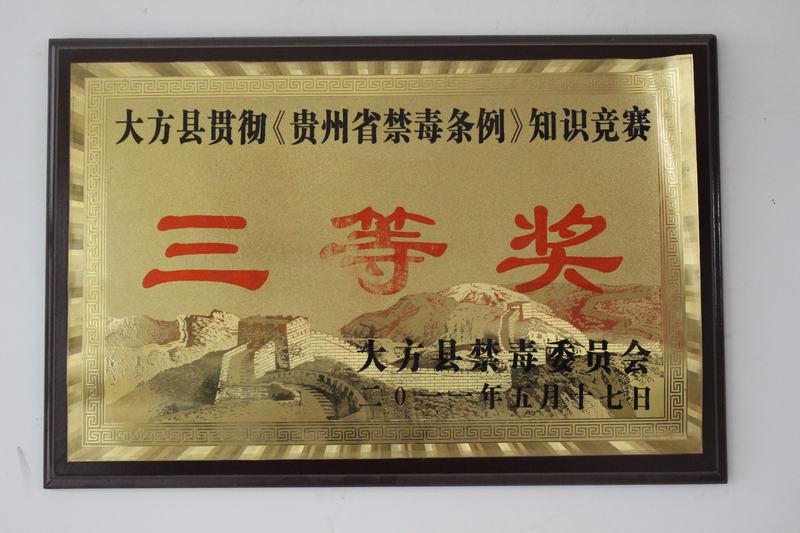 大方县贯彻《贵州省禁毒条例》知识竞赛
三等奖
大方县禁毒委员会
二0一一年五月十七日